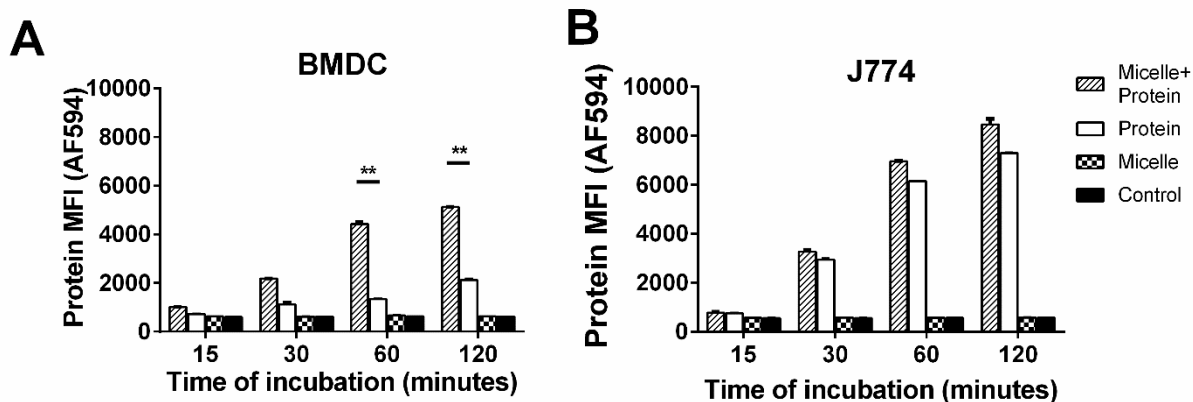 A
BMDC
Protein MFI (AF594)
10000
8000
6000
4000
2000
0
**
**
15 30 60 120
Time of incubation (minutes)
B
J774
Protein MFI (AF594)
10000
8000
6000
4000
2000
0
15 30 60 120
Time of incubation (minutes)
Micelle+
Protein
Protein
Micelle
Control